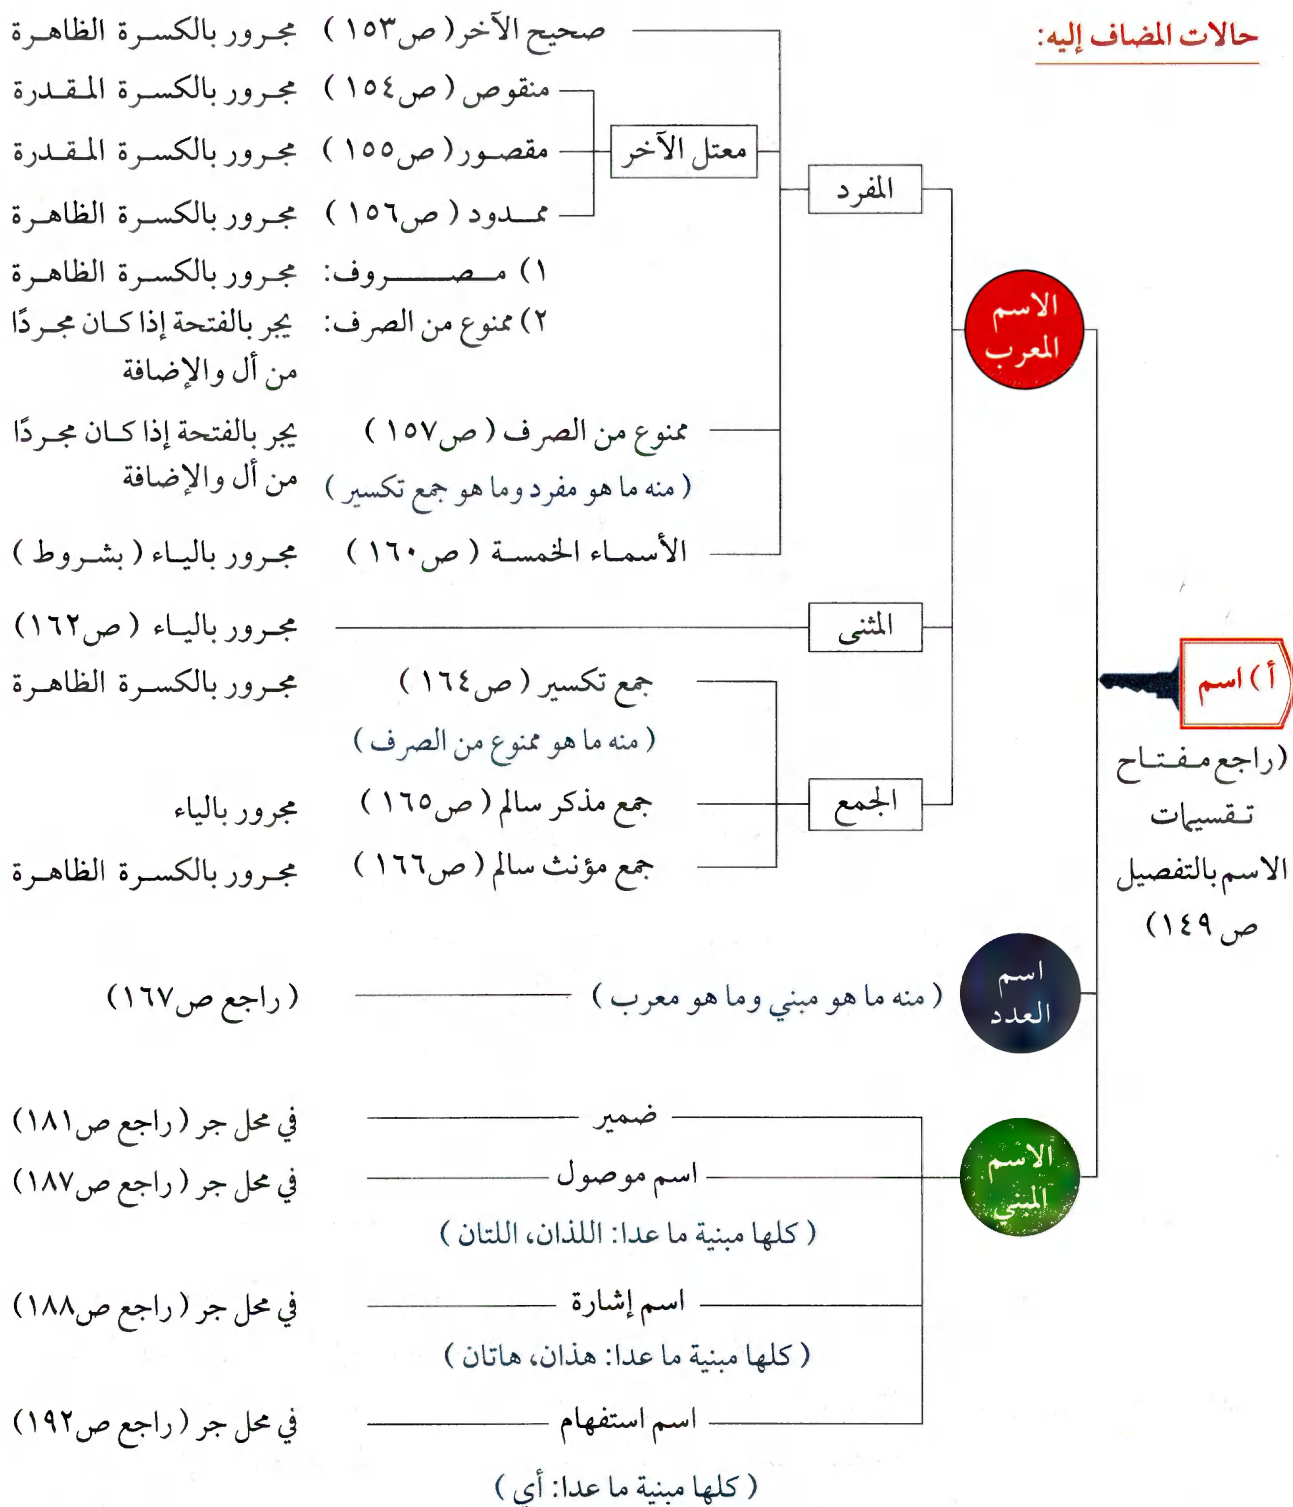 حالات المضاف إليه:
صحيح الآخر (ص١٥٣) مجرور بالكسرة الظاهرة
منقوص (ص١٥٤) مجرور بالكسرة المقدرة
معتل الآخر
مقصور (ص١٥٥) مجرور بالكسرة المقدرة
المفرد
ممدود (ص١٥٦) مجرور بالكسرة الظاهرة
١) مصروف: مجرور بالكسرة الظاهرة
٢) ممنوع من الصرف: يجر بالفتحة إذا كان مجردًا
من أل والإضافة
الاسم
المعرب
ممنوع من الصرف (ص١٥٧) يجر بالفتحة إذا كان مجردًا
(منه ما هو مفرد وما هو جمع تكسير) من أل والإضافة
الأسماء الخمسة (ص١٦٠) مجرور بالياء (بشروط)
المثنى مجرور بالياء (ص١٦٢)
أ) اسم
(راجع مفتاح
تقسيمات
الاسم بالتفصيل
ص ١٤٩)
جمع تكسير (ص١٦٤) مجرور بالكسرة الظاهرة
(منه ما هو ممنوع من الصرف)
الجمع
جمع مذكر سالم (ص١٦٥) مجرور بالياء
جمع مؤنث سالم (ص١٦٦) مجرور بالكسرة الظاهرة
اسم
العدد
(منه ما هو مبني وما هو معرب) (راجع ص١٦٧)
الاسم
المبني
ضمير في محل جر (راجع ص١٨١)
اسم موصول في محل جر (راجع ص١٨٧)
(كلها مبنية ما عدا: اللذان، اللتان)
اسم إشارة في محل جر (راجع ص١٨٨)
(كلها مبنية ما عدا: هذان، هاتان)
اسم استفهام في محل جر (راجع ص١٩٢)
(كلها مبنية ما عدا: أي)